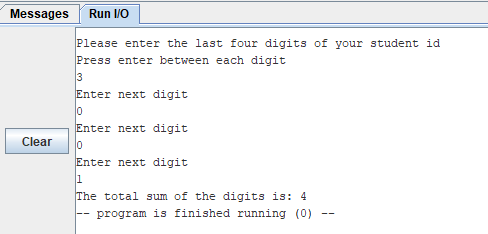 Messages Run I/O
Please enter the last four digits of your student id
Press enter between each digit
3
Enter next digit
0
Enter next digit
0
Enter next digit
1
The total sum of the digits is: 4
-- program is finished running (0) --
Clear